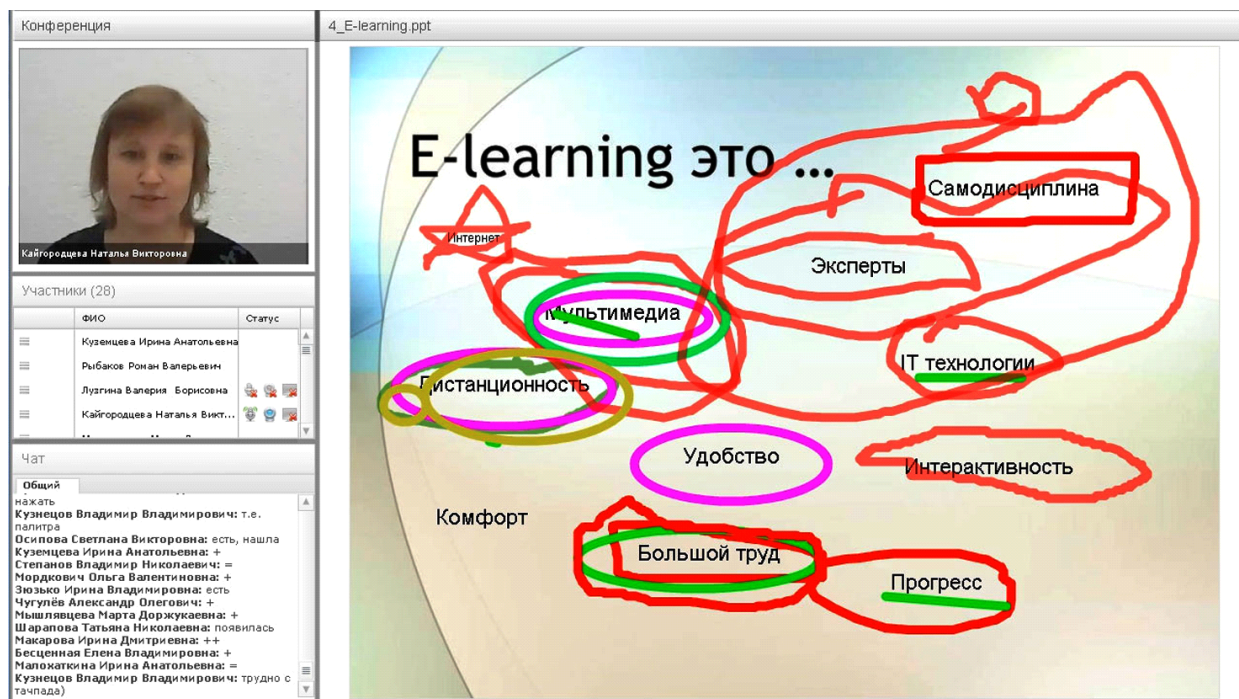 Конференция
Кайгородцева Наталья Викторовна
Участники (28)
ФИО Статус
Куземцева Ирина Анатольевна
Рыбаков Роман Валерьевич
Лузгина Валерия Борисовна
Кайгородцева Наталья Викт...
Чат
Общий
нажать
Кузнецов Владимир Владимирович: т.е.
палитра
Осипова Светлана Викторовна: есть, нашла
Куземцева Ирина Анатольевна: +
Степанов Владимир Николаевич: =
Мордкович Ольга Валентиновна: +
Зюзько Ирина Владимировна: есть
Чугулёв Александр Олегович: +
Мышлявцева Марта Доржукаевна: +
Шарапова Татьяна Николаевна: появилась
Макарова Ирина Дмитриевна: ++
Бесценная Елена Владимировна: +
Малохаткина Ирина Анатольевна: =
Кузнецов Владимир Владимирович: трудно с
тачпада)
4_E-learning.ppt
E-learning это ...
Самодисциплина
Интернет
Эксперты
Мультимедиа
IT технологии
Дистанционность
Удобство
Интерактивность
Комфорт
Большой труд
Прогресс